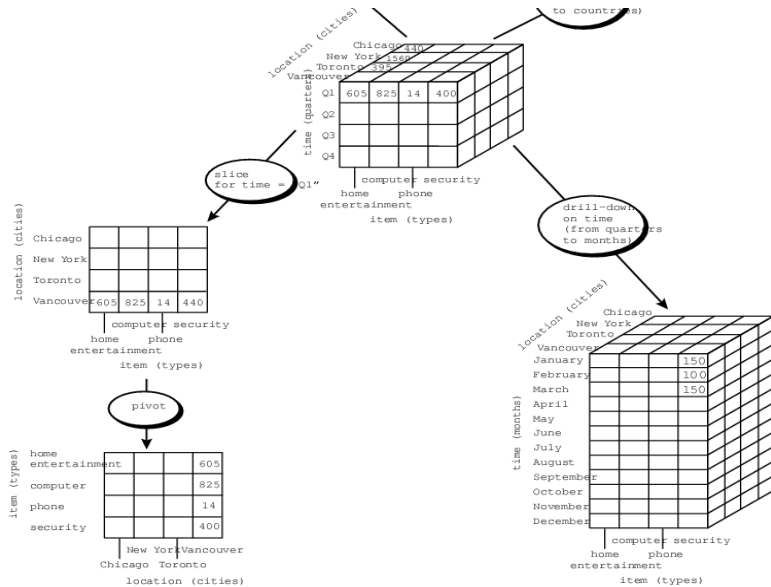 to countries)
location (cities)
Chicago
440
New York
1560
Toronto
395
Vancouver
time (quarters)
Q1 605 825 14 400
Q2
Q3
Q4
computer security
home phone
entertainment
item (types)
slice
for time = "Q1"
drill-down
on time
(from quarters
to months)
location (cities)
Chicago
New York
Toronto
Vancouver 605 825 14 440
computer security
home phone
entertainment
item (types)
pivot
item (types)
home
entertainment 605
computer 825
phone 14
security 400
New York Vancouver
Chicago Toronto
location (cities)
location (cities)
Chicago
New York
Toronto
Vancouver
time (months)
January 150
February 100
March 150
April
May
June
July
August
September
October
November
December
computer security
home phone
entertainment
item (types)